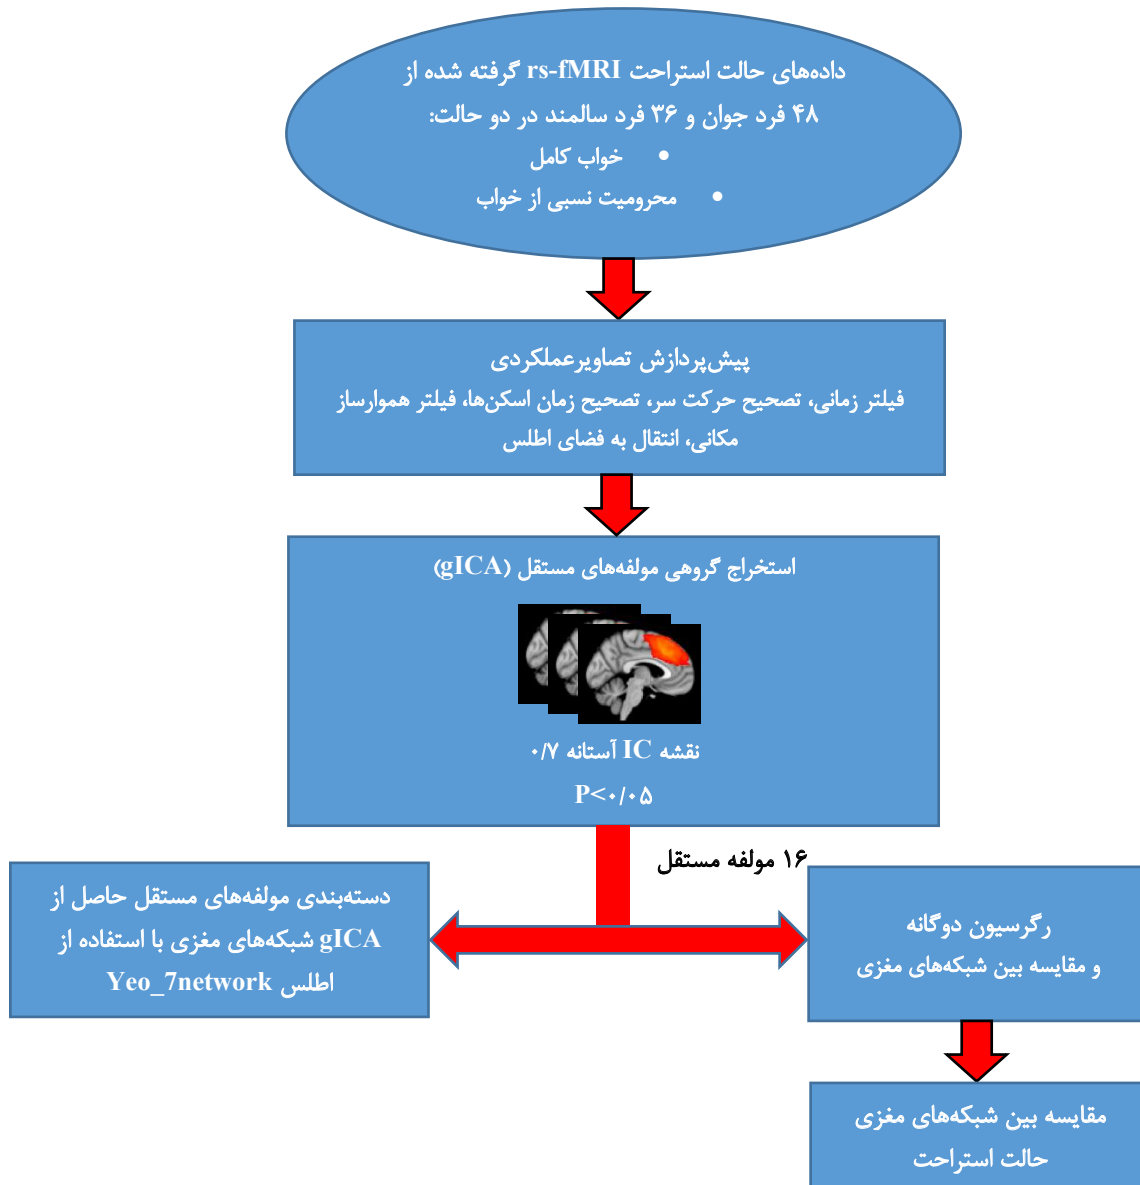 داده‌های حالت استراحت rs-fMRI گرفته شده از
۴۸ فرد جوان و ۳۶ فرد سالمند در دو حالت:
• خواب کامل
• محرومیت نسبی از خواب
پیش‌پردازش تصاویرعملکردی
فیلتر زمانی، تصحیح حرکت سر، تصحیح زمان اسکن‌ها، فیلتر هموارساز
مکانی، انتقال به فضای اطلس
استخراج گروهی مولفه‌های مستقل (gICA)
نقشه IC آستانه ۰/۷
P<۰/۰۵
۱۶ مولفه مستقل
رگرسیون دوگانه
و مقایسه بین شبکه‌های مغزی
دسته‌بندی مولفه‌های مستقل حاصل از
gICA شبکه‌های مغزی با استفاده از
اطلس Yeo_7network
مقایسه بین شبکه‌های مغزی
حالت استراحت